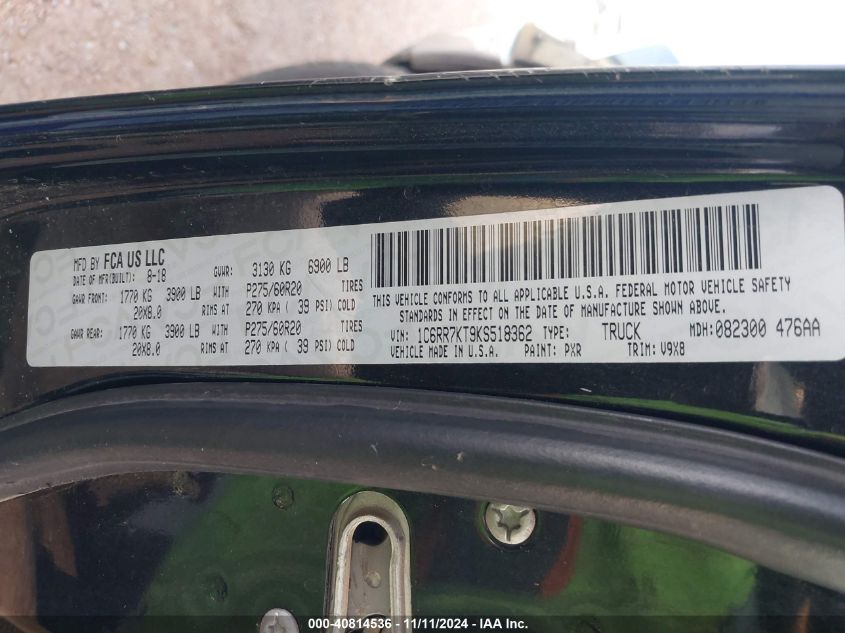 MFD BY FCA US LLC
DATE OF MFR(BUILT): 8-18 GVWR: 3130 KG 6900 LB
GAWR FRONT: 1770 KG 3900 LB WITH P275/60R20 TIRES
20X8.0 RIMS AT 270 KPA ( 39 PSI) COLD
GAWR REAR: 1770 KG 3900 LB WITH P275/60R20 TIRES
20X8.0 RIMS AT 270 KPA ( 39 PSI) COLD
THIS VEHICLE CONFORMS TO ALL APPLICABLE U.S.A. FEDERAL MOTOR VEHICLE SAFETY
STANDARDS IN EFFECT ON THE DATE OF MANUFACTURE SHOWN ABOVE.
VIN: 1C6RR7KT9KS518362 TYPE: TRUCK MDH: 082300 476AA
VEHICLE MADE IN U.S.A. PAINT: PXR TRIM: V9X8
000-40814536 - 11/11/2024 - IAA Inc.